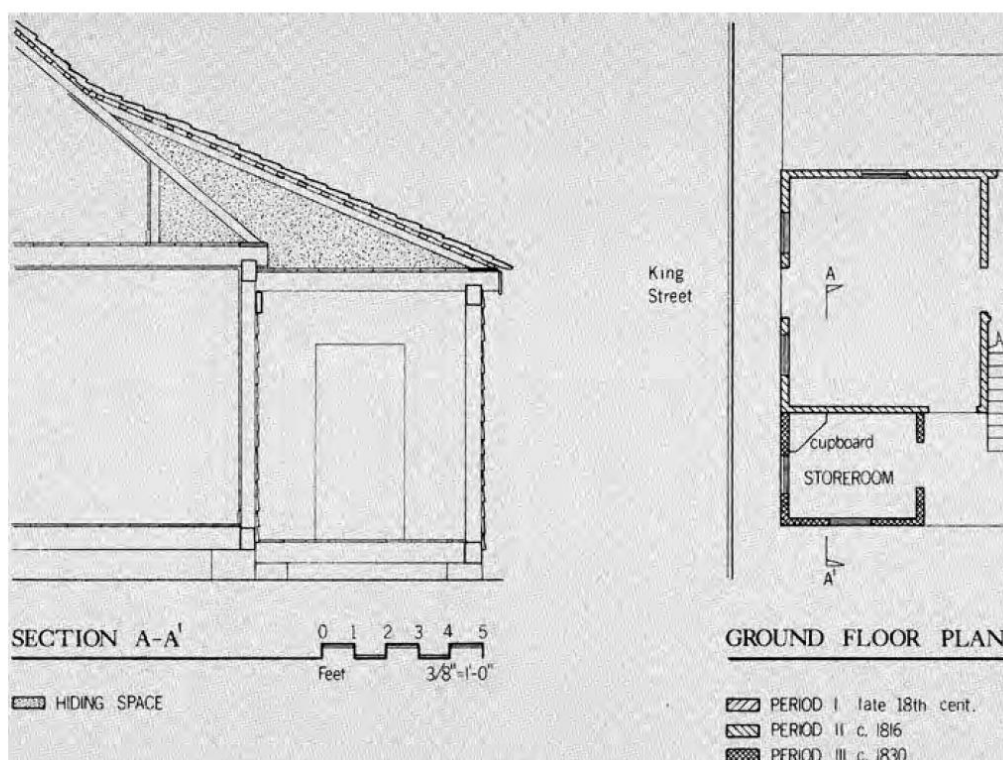 King
Street
A
A
cupboard
STOREROOM
A'
SECTION A-A'
0 1 2 3 4 5
Feet 3/8"=1'-0"
HIDING SPACE
GROUND FLOOR PLAN
PERIOD I late 18th cent.
PERIOD II c. 1816
PERIOD III c. 1830